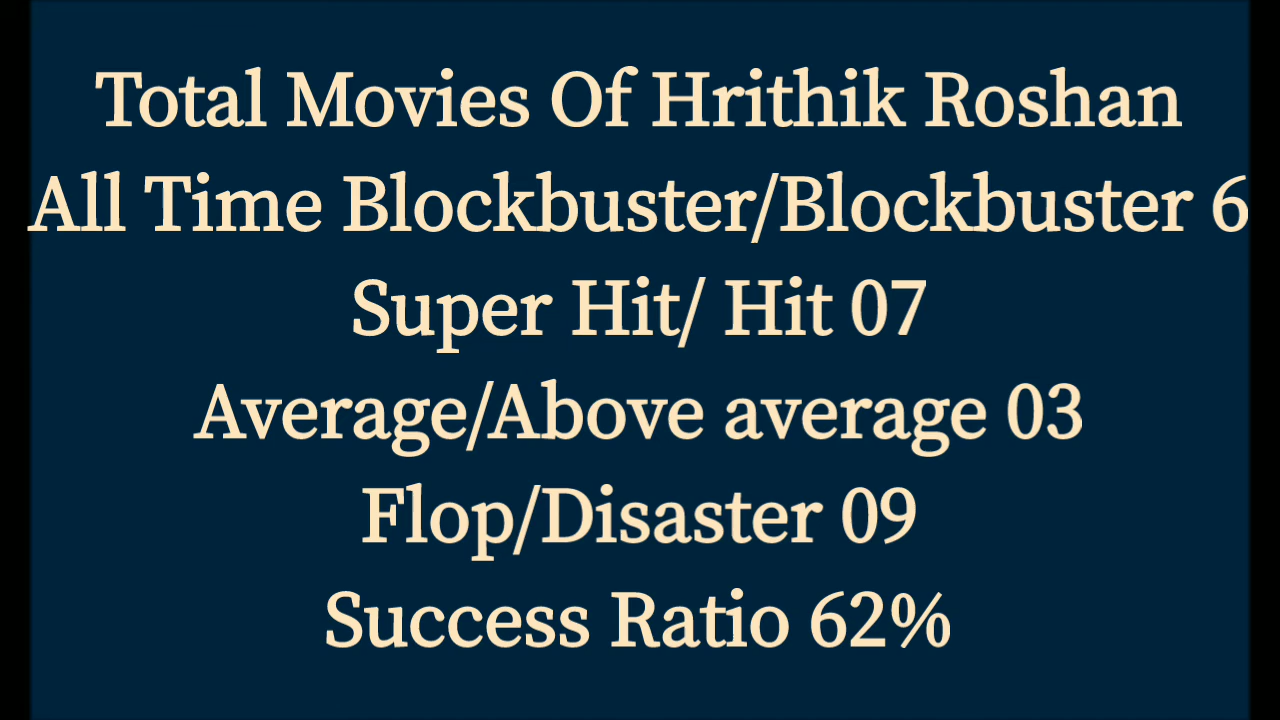 Total Movies Of Hrithik Roshan
All Time Blockbuster/Blockbuster 6
Super Hit/ Hit 07
Average/Above average 03
Flop/Disaster 09
Success Ratio 62%